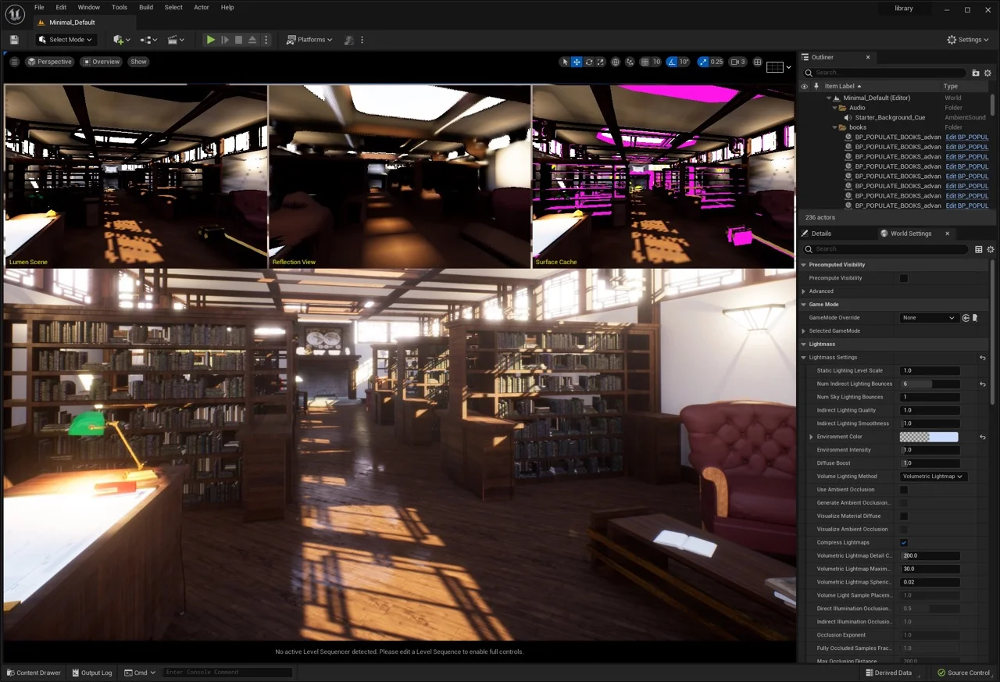 File Edit Window Tools Build Select Actor Help
library
Minimal_Default
Select Mode
Platforms
Settings
Perspective Overview Show
10 10° 0.25 3
Outliner
Search...
Item Label Type
Minimal_Default (Editor) World
Audio Folder
Starter_Background_Cue AmbientSound
books Folder
BP_POPULATE_BOOKS_advan Edit BP_POPUL
BP_POPULATE_BOOKS_advan Edit BP_POPUL
BP_POPULATE_BOOKS_advan Edit BP_POPUL
BP_POPULATE_BOOKS_advan Edit BP_POPUL
BP_POPULATE_BOOKS_advan Edit BP_POPUL
BP_POPULATE_BOOKS_advan Edit BP_POPUL
BP_POPULATE_BOOKS_advan Edit BP_POPUL
BP_POPULATE_BOOKS_advan Edit BP_POPUL
236 actors
Lumen Scene
Reflection View
Surface Cache
Details
World Settings
Search
Precomputed Visibility
Precompute Visibility
Advanced
Game Mode
GameMode Override None
Selected GameMode
Lightmass
Lightmass Settings
Static Lighting Level Scale 1.0
Num Indirect Lighting Bounces 6
Num Sky Lighting Bounces 1
Indirect Lighting Quality 1.0
Indirect Lighting Smoothness 1.0
Environment Color
Environment Intensity 1.0
Diffuse Boost 1.0
Volume Lighting Method Volumetric Lightmap
Use Ambient Occlusion
Generate Ambient Occlusion..
Visualize Material Diffuse
Visualize Ambient Occlusion
Compress Lightmaps
Volumetric Lightmap Detail C.. 200.0
Volumetric Lightmap Maxim.. 30.0
Volumetric Lightmap Spheric.. 0.02
Volume Light Sample Placem.. 1.0
Direct Illumination Occlusion.. 0.5
Indirect Illumination Occlusio.. 1.0
Occlusion Exponent 1.0
Fully Occluded Samples Frac.. 1.0
Max Occlusion Distance 200.0
No active Level Sequencer detected. Please edit a Level Sequence to enable full controls.
Content Drawer Output Log Cmd Enter Console Command
Derived Data Source Control